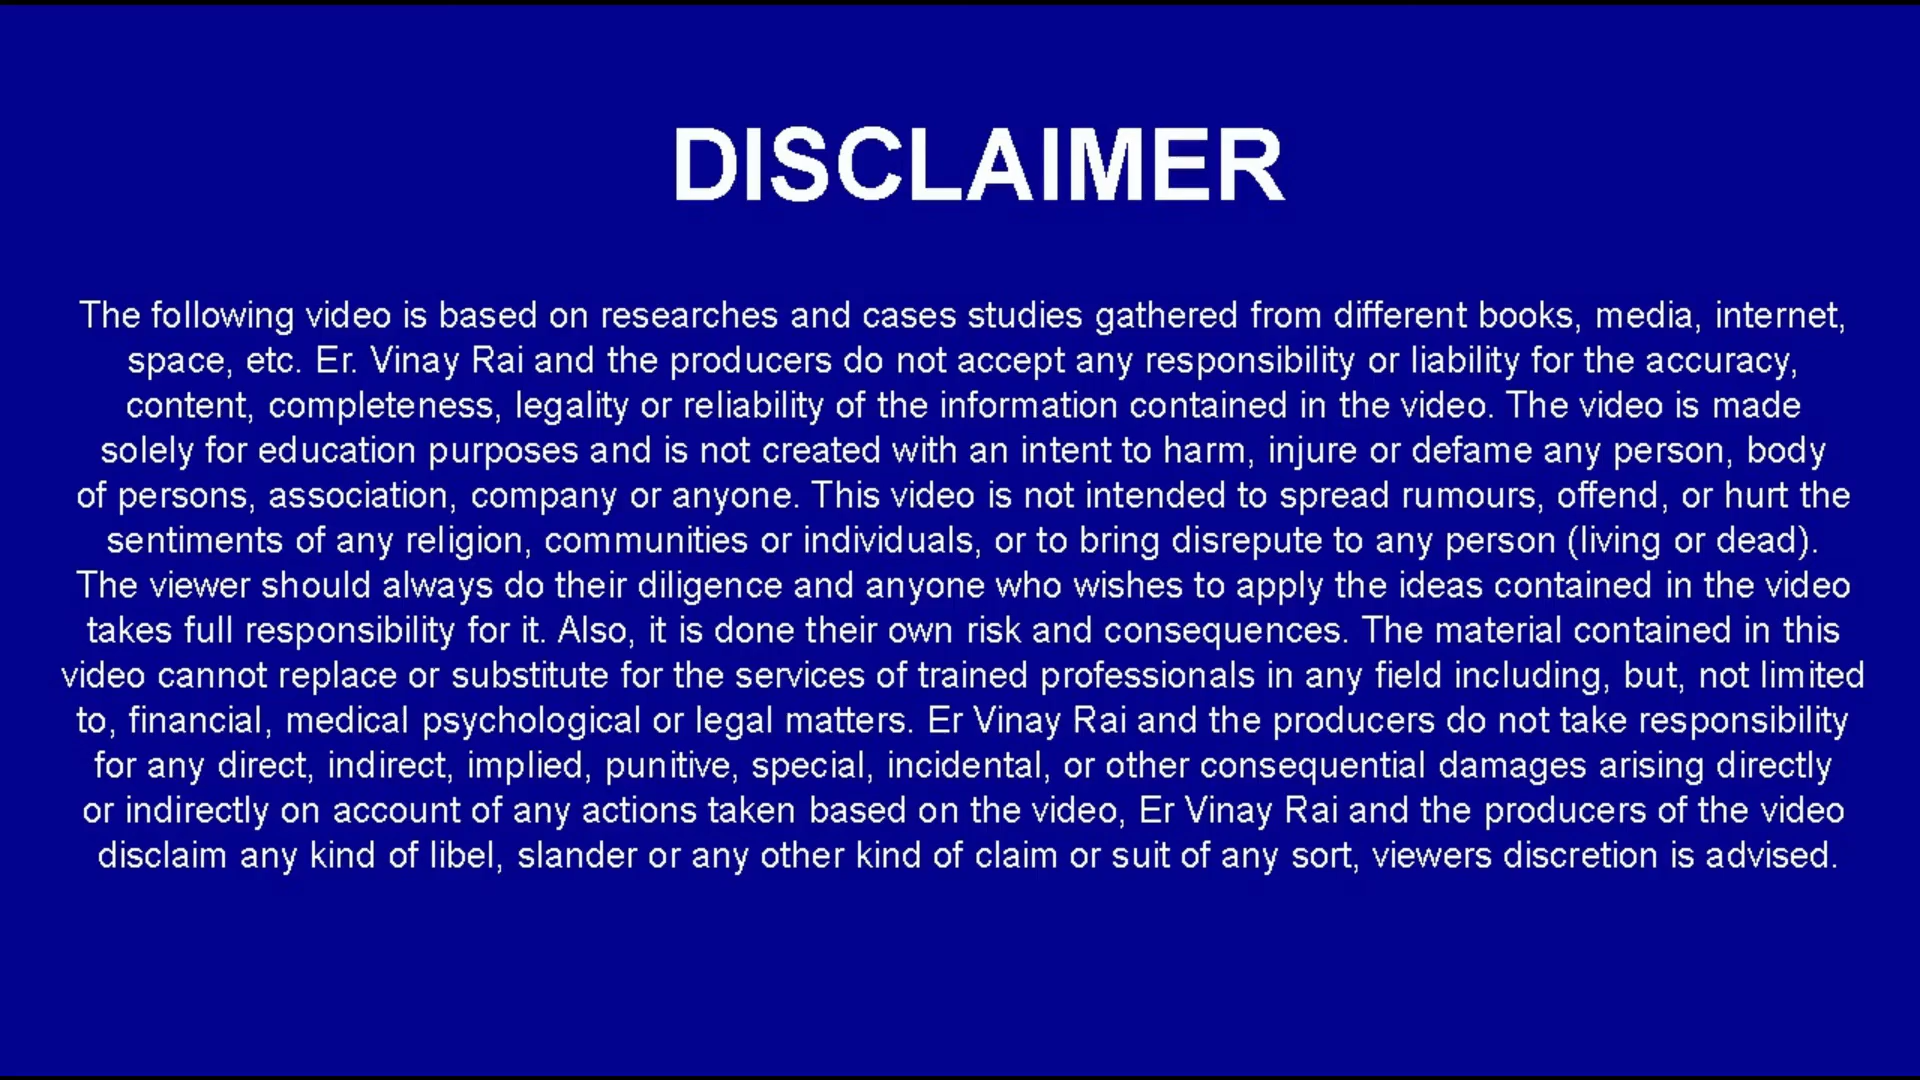 DISCLAIMER
The following video is based on researches and cases studies gathered from different books, media, internet,
space, etc. Er. Vinay Rai and the producers do not accept any responsibility or liability for the accuracy,
content, completeness, legality or reliability of the information contained in the video. The video is made
solely for education purposes and is not created with an intent to harm, injure or defame any person, body
of persons, association, company or anyone. This video is not intended to spread rumours, offend, or hurt the
sentiments of any religion, communities or individuals, or to bring disrepute to any person (living or dead).
The viewer should always do their diligence and anyone who wishes to apply the ideas contained in the video
takes full responsibility for it. Also, it is done their own risk and consequences. The material contained in this
video cannot replace or substitute for the services of trained professionals in any field including, but, not limited
to, financial, medical psychological or legal matters. Er Vinay Rai and the producers do not take responsibility
for any direct, indirect, implied, punitive, special, incidental, or other consequential damages arising directly
or indirectly on account of any actions taken based on the video, Er Vinay Rai and the producers of the video
disclaim any kind of libel, slander or any other kind of claim or suit of any sort, viewers discretion is advised.